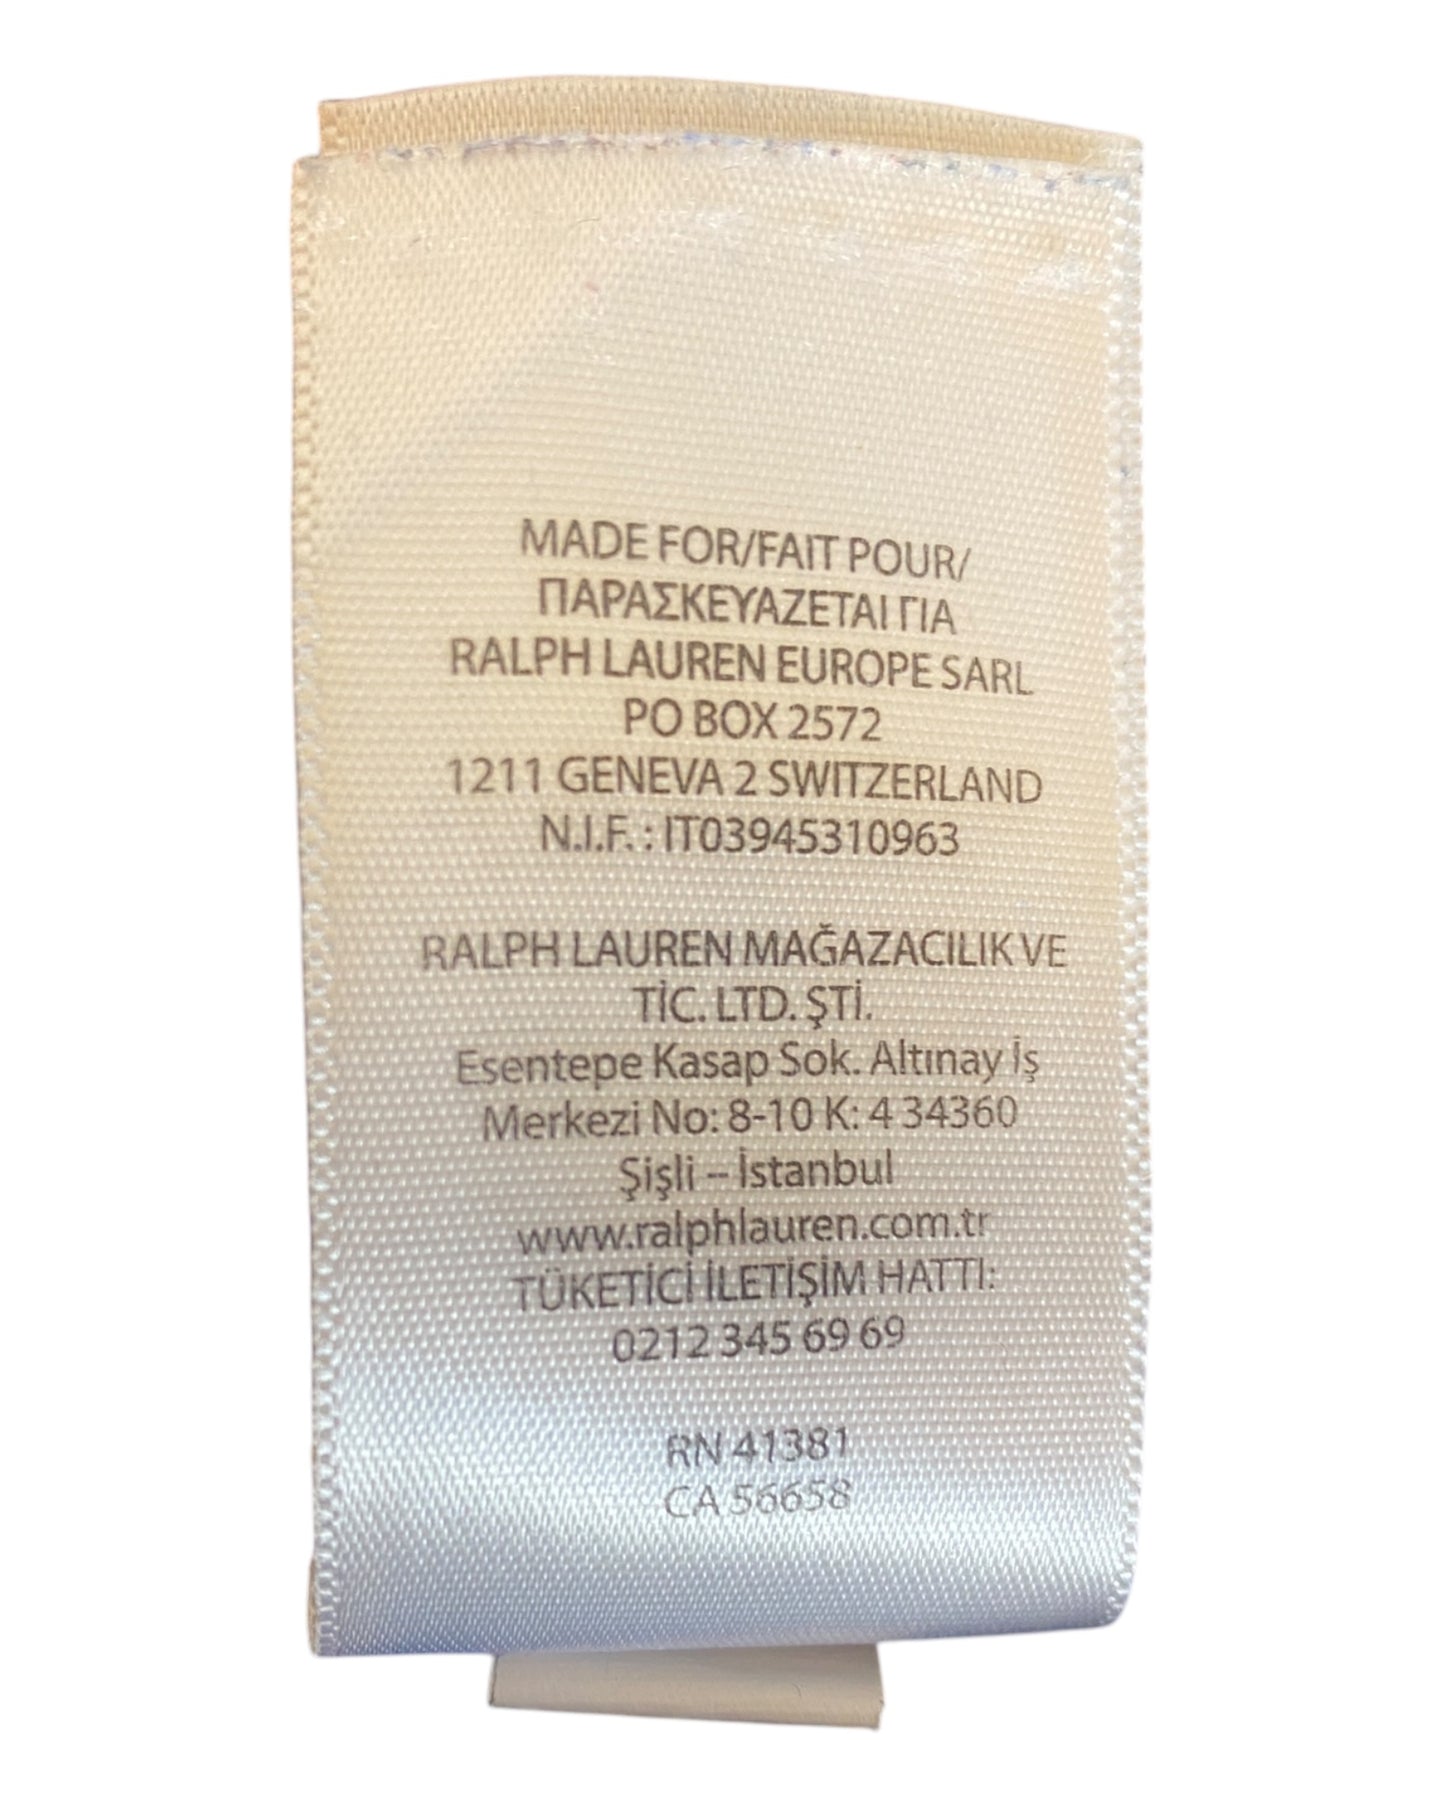 MADE FOR/FAIT POUR/
ΠΑΡΑΣΚΕΥΑΖΕΤΑΙ ΓΙΑ
RALPH LAUREN EUROPE SARL
PO BOX 2572
1211 GENEVA 2 SWITZERLAND
N.I.F. : IT03945310963
RALPH LAUREN MAĞAZACILIK VE
TİC. LTD. ŞTİ.
Esentepe Kasap Sok. Altınay İş
Merkezi No: 8-10 K: 4 34360
Şişli – İstanbul
www.ralphlauren.com.tr
TÜKETİCİ İLETİŞİM HATTI:
0212 345 69 69
RN 41381
CA 56658